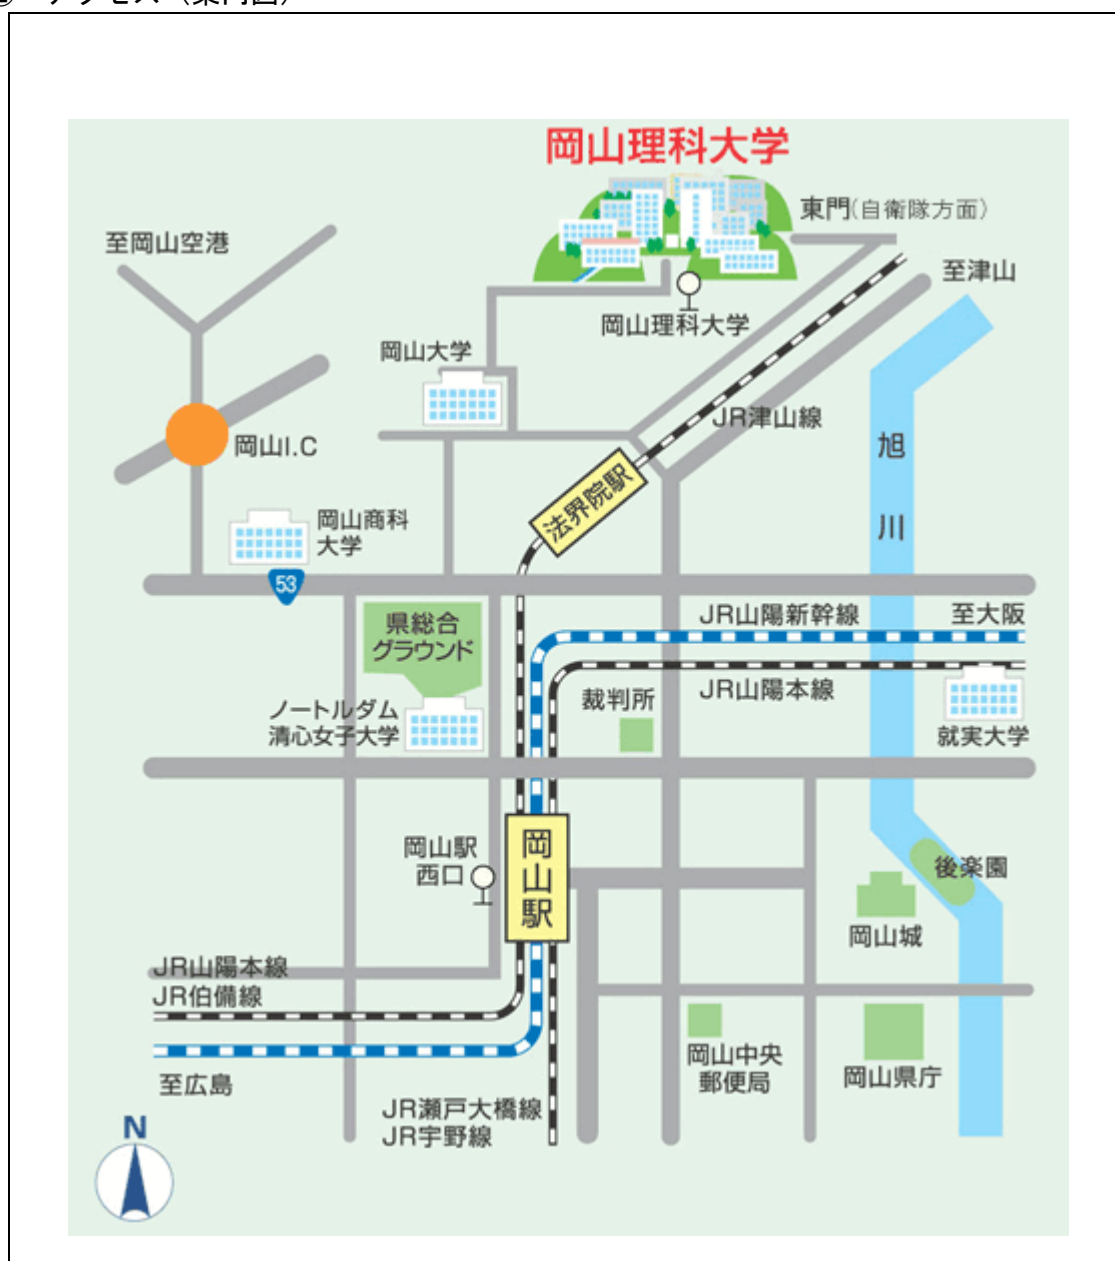 アクセス（案内図）
岡山理科大学
東門(自衛隊方面)
至岡山空港
至津山
岡山理科大学
岡山大学
JR津山線
岡山I.C
旭川
法界院駅
岡山商科
大学
53
県総合
グラウンド
JR山陽新幹線
至大阪
JR山陽本線
裁判所
ノートルダム
清心女子大学
就実大学
岡山駅
西口
岡山駅
後楽園
岡山城
JR山陽本線
JR伯備線
岡山中央
郵便局
岡山県庁
至広島
JR瀬戸大橋線
JR宇野線
N